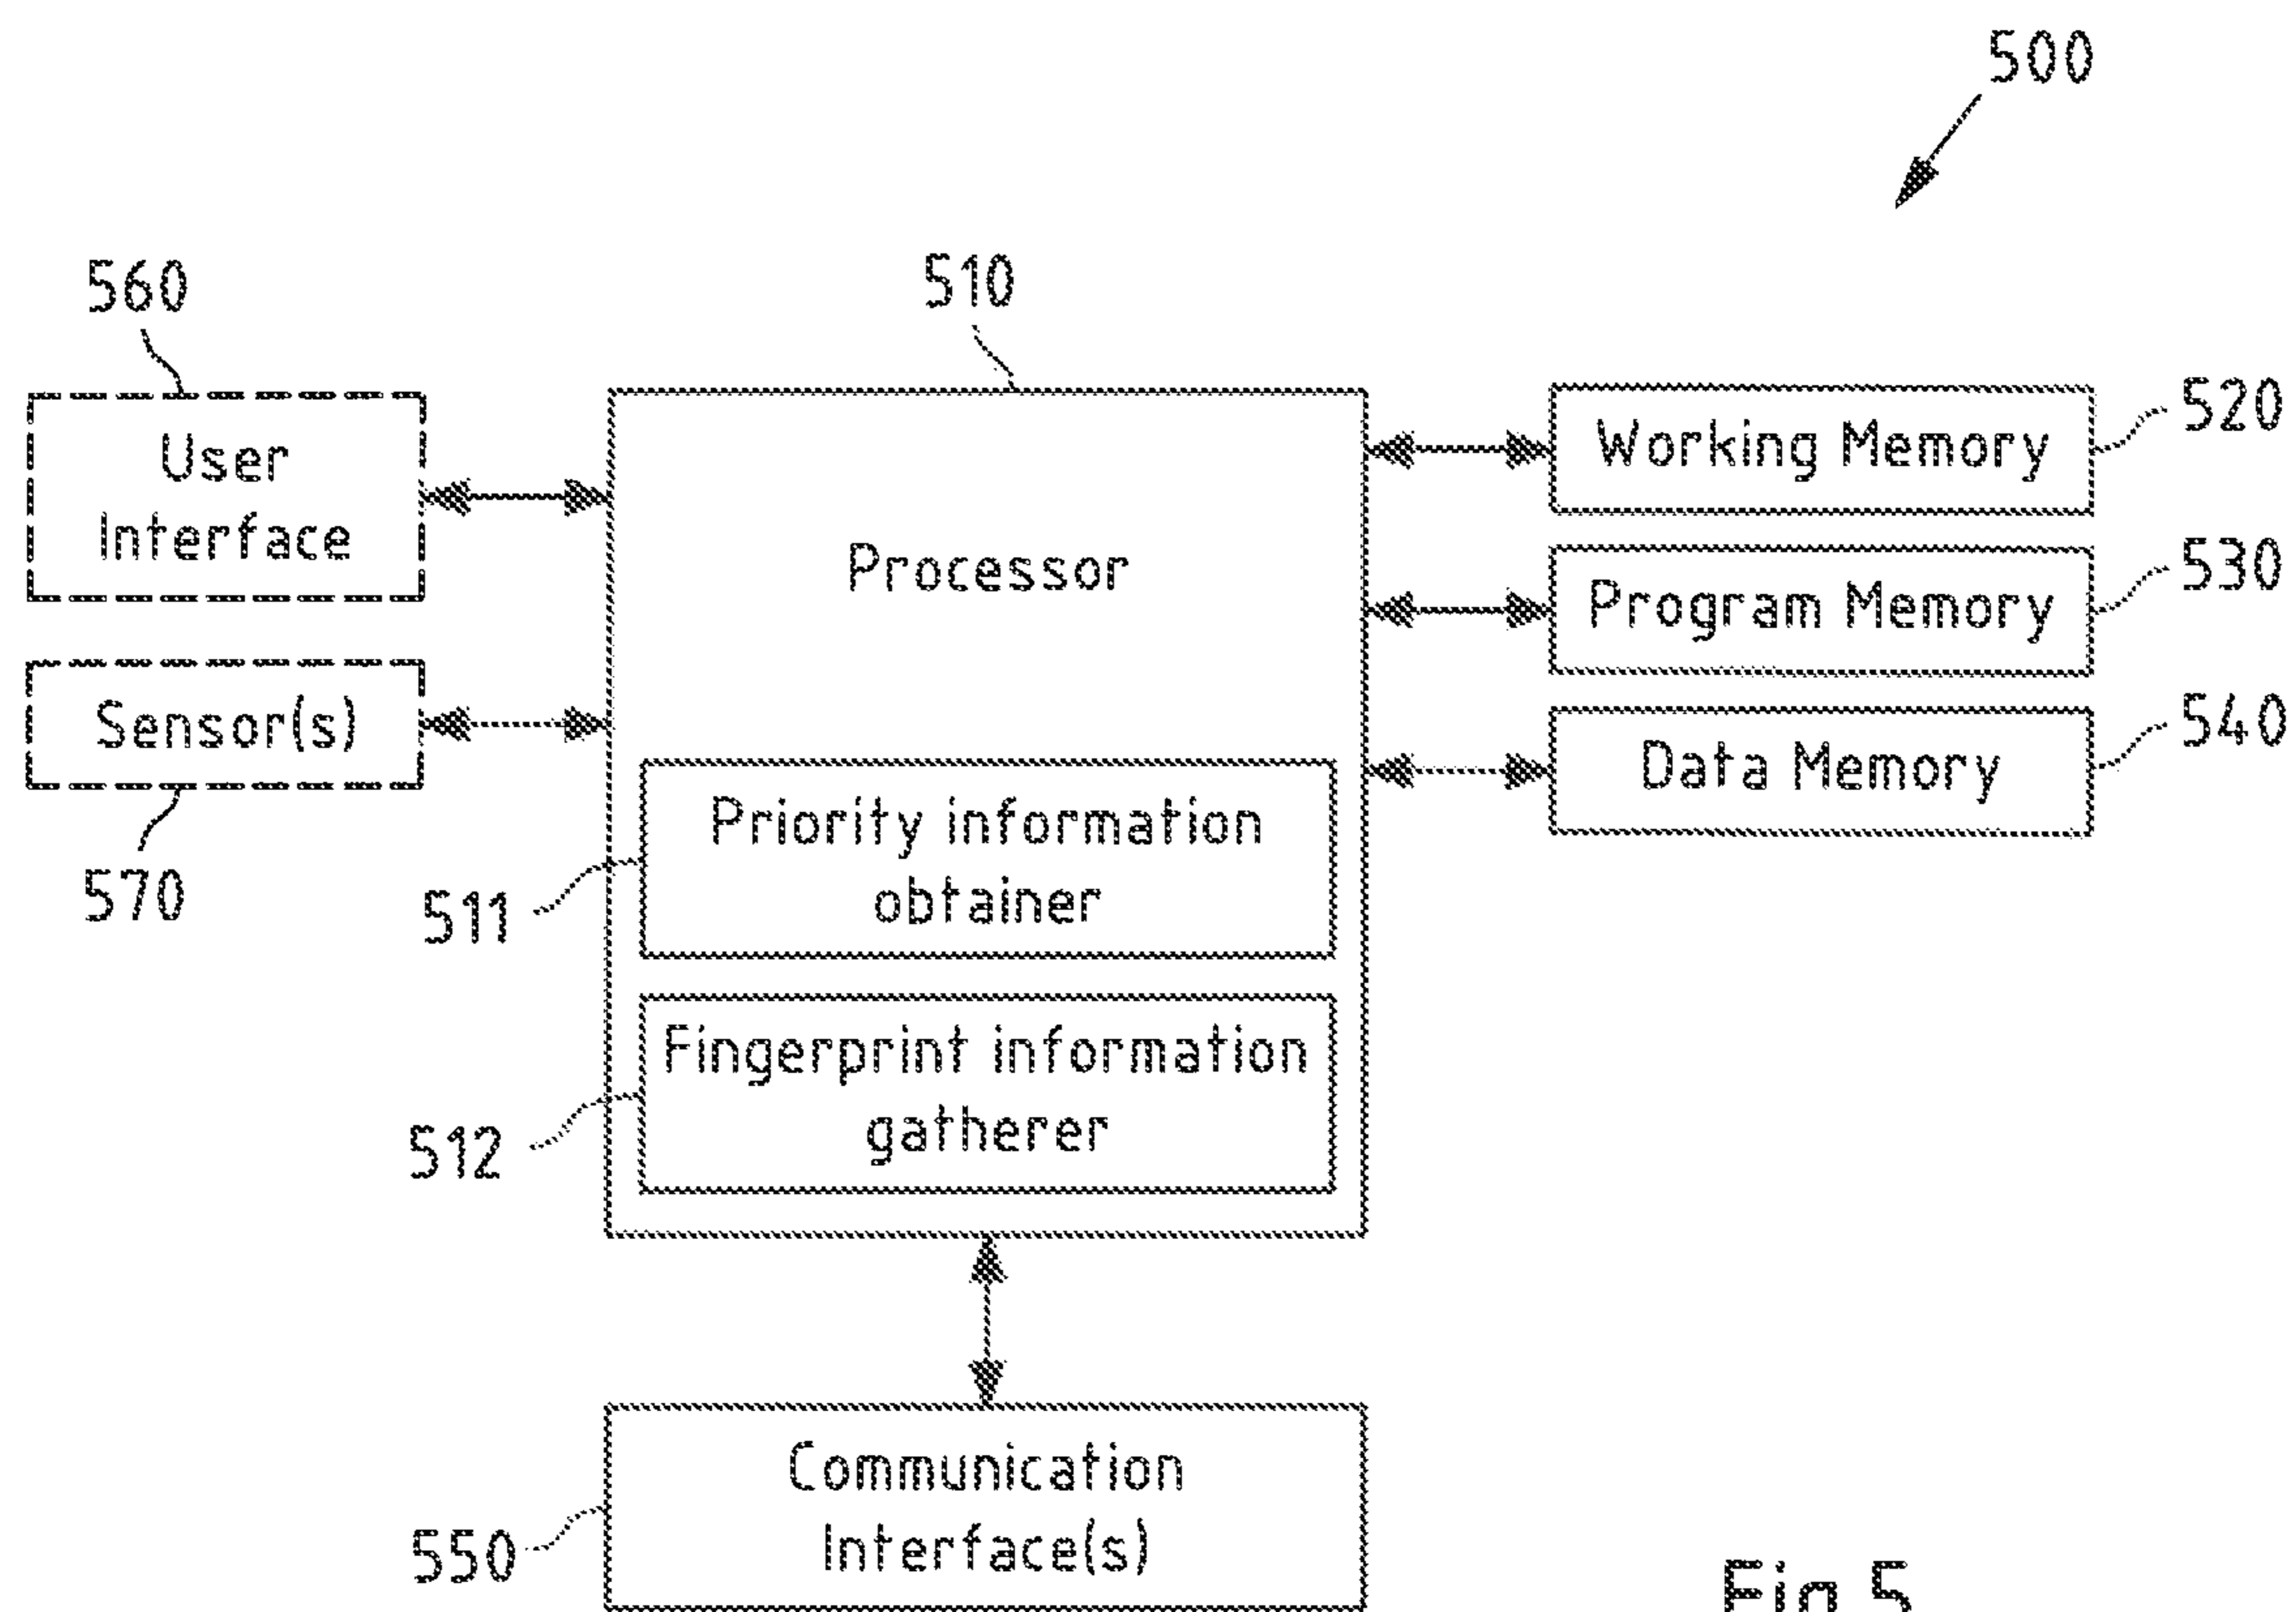 500
560
510
User
Interface
Processor
Working Memory
520
Program Memory
530
Sensor(s)
Data Memory
540
570
Priority information
obtainer
511
Fingerprint information
gatherer
512
Communication
Interface(s)
550
Fig.5